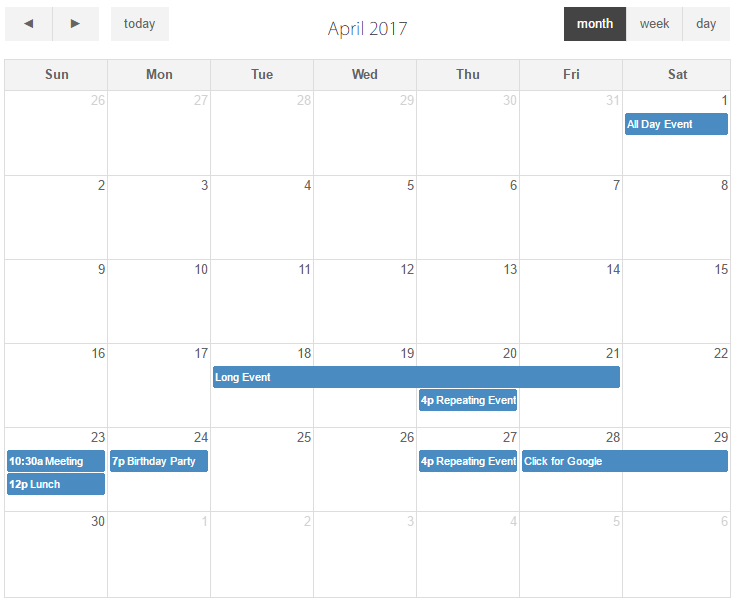 ◄ ► today April 2017 month week day
Sun Mon Tue Wed Thu Fri Sat
26 27 28 29 30 31 1
All Day Event
2 3 4 5 6 7 8
9 10 11 12 13 14 15
16 17 18 19 20 21 22
Long Event
4p Repeating Event
23 24 25 26 27 28 29
10:30a Meeting 7p Birthday Party 4p Repeating Event Click for Google
12p Lunch
30 1 2 3 4 5 6